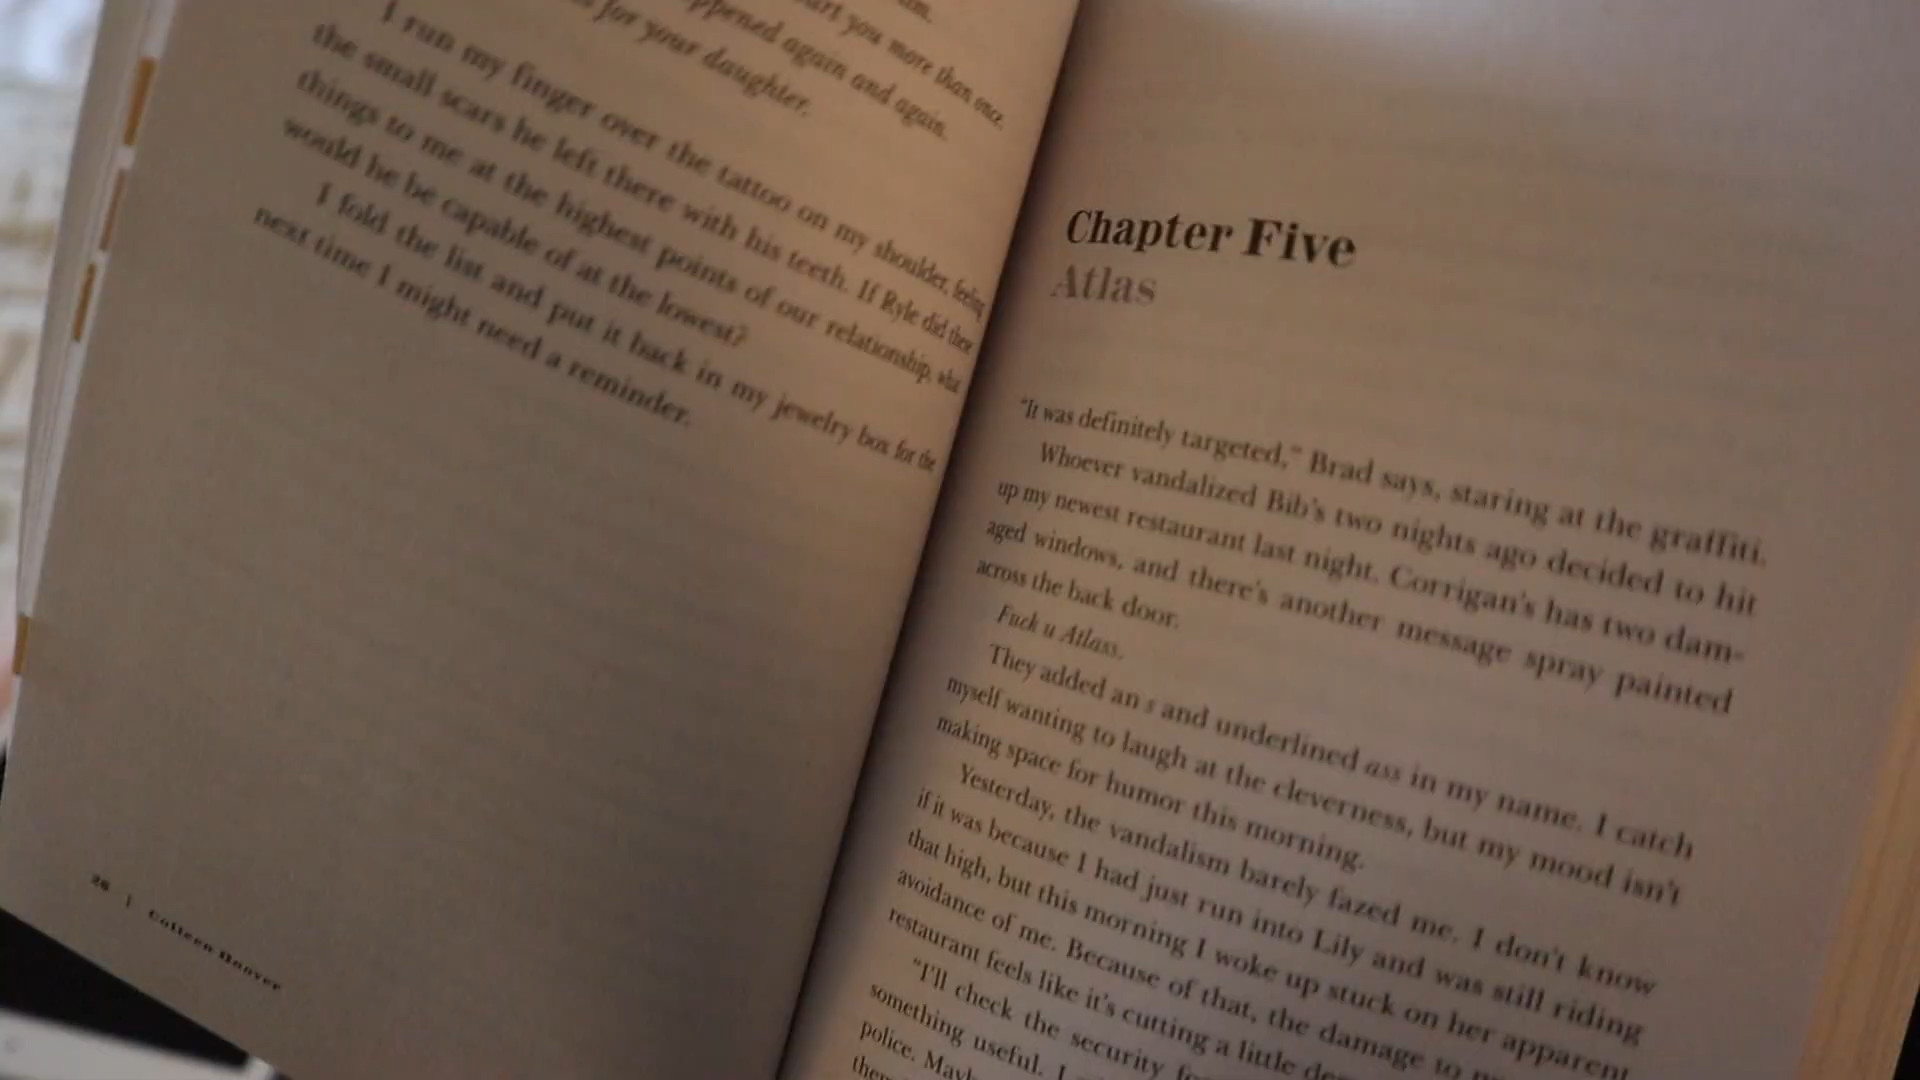 you more than once.
ppened again and again.
for your daughter.
I run my finger over the tattoo on my shoulder, feeling
the small scars he left there with his teeth. If Ryle did these
things to me at the highest points of our relationship, what
would he be capable of at the lowest?
I fold the list and put it back in my jewelry box for the
next time I might need a reminder.
26 | Colleen Hoover
Chapter Five
Atlas
“It was definitely targeted,” Brad says, staring at the graffiti.
Whoever vandalized Bib’s two nights ago decided to hit
up my newest restaurant last night. Corrigan’s has two dam-
aged windows, and there’s another message spray painted
across the back door.
Fuck u Atlass.
They added an s and underlined ass in my name. I catch
myself wanting to laugh at the cleverness, but my mood isn’t
making space for humor this morning.
Yesterday, the vandalism barely fazed me. I don’t know
if it was because I had just run into Lily and was still riding
that high, but this morning I woke up stuck on her apparent
avoidance of me. Because of that, the damage to
restaurant feels like it’s cutting a little
“I’ll check the security
something useful. I
police.